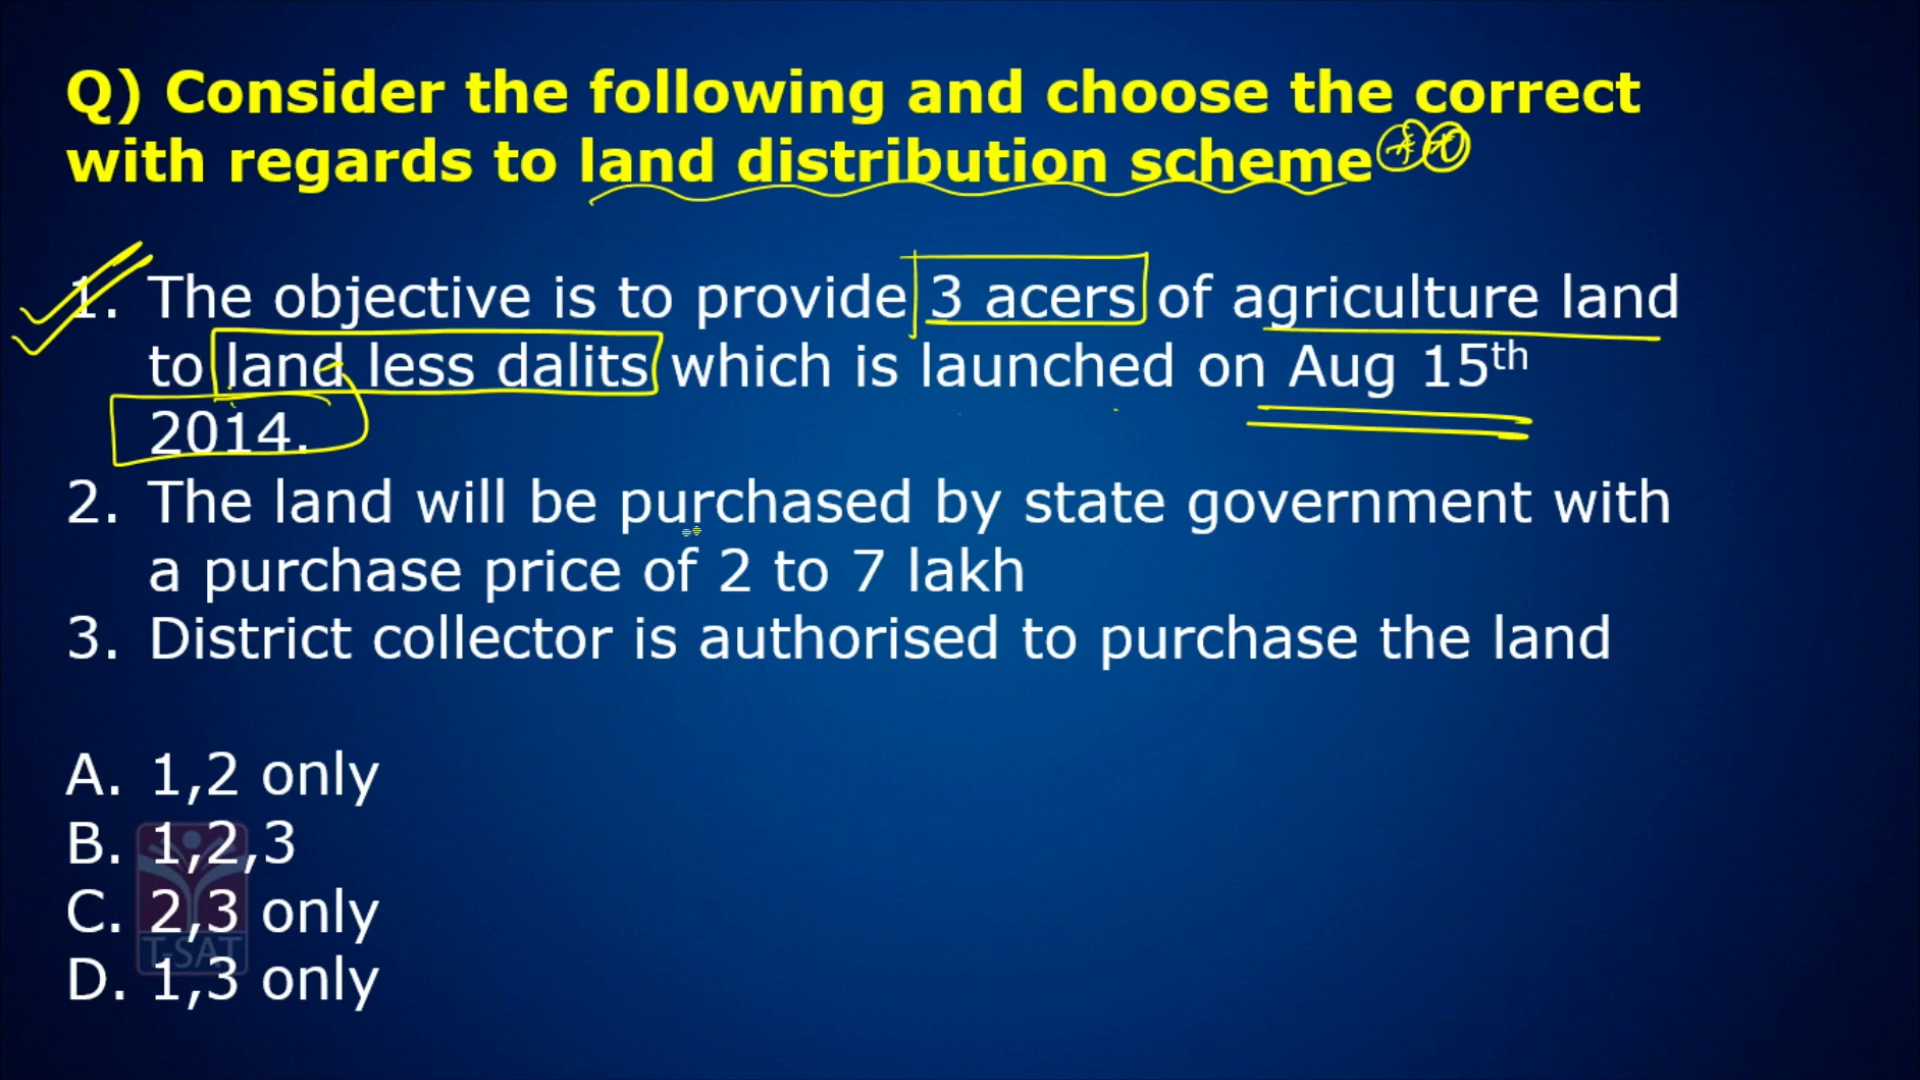 Q) Consider the following and choose the correct
with regards to land distribution scheme
1. The objective is to provide 3 acers of agriculture land
to land less dalits which is launched on Aug 15th
2014.
2. The land will be purchased by state government with
a purchase price of 2 to 7 lakh
3. District collector is authorised to purchase the land
A. 1,2 only
B. 1,2,3
C. 2,3 only
T-SAT
D. 1,3 only